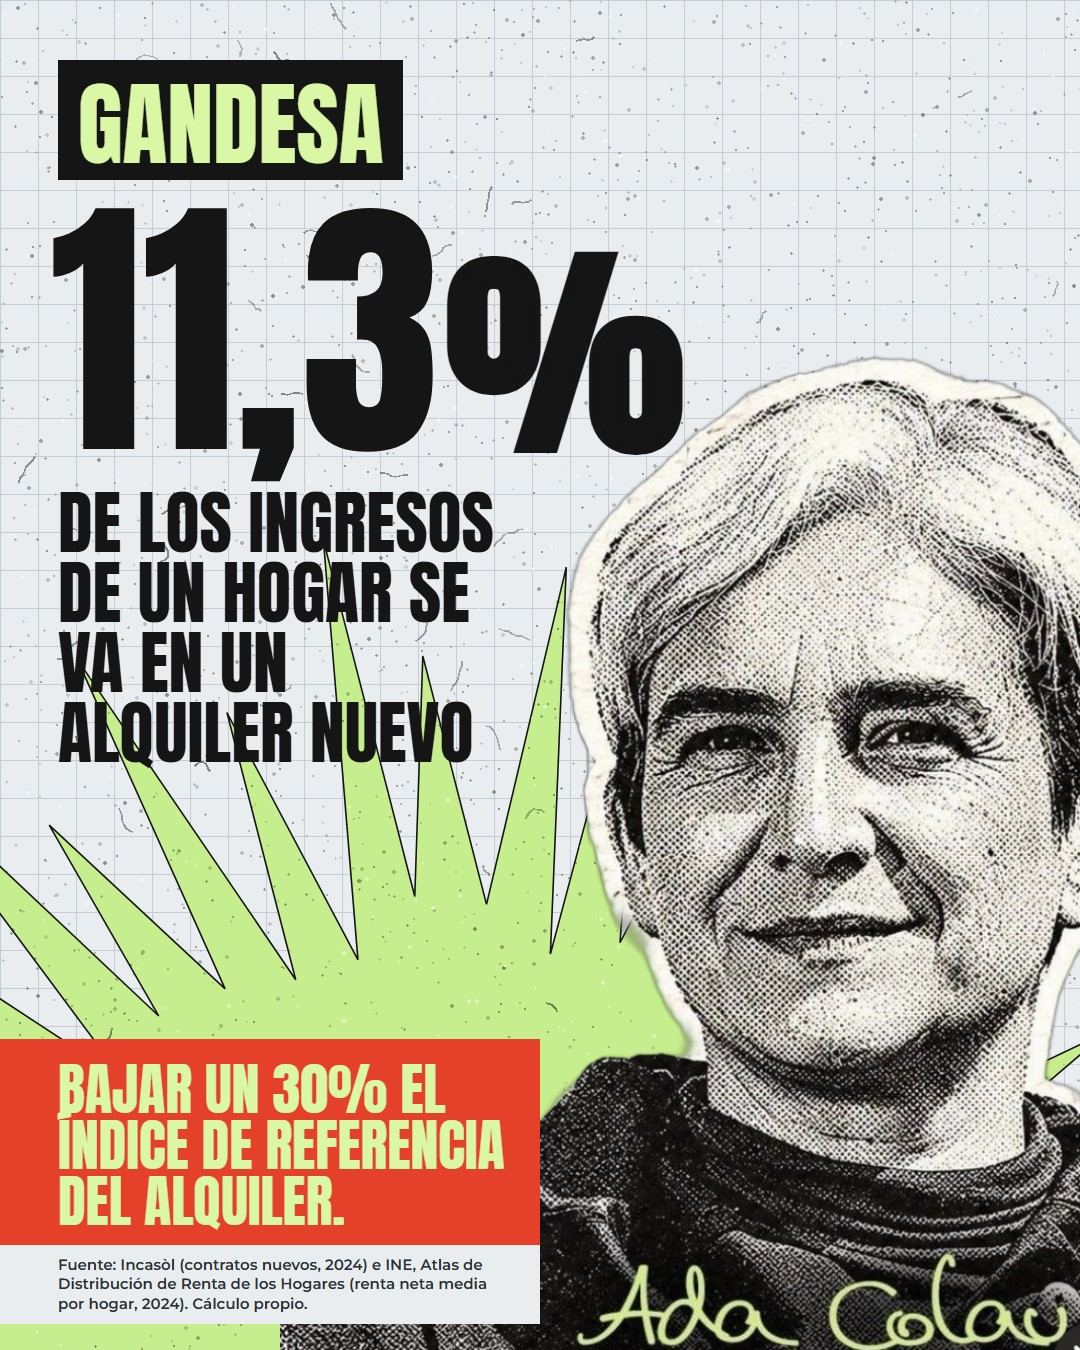 GANDESA
11,3%
DE LOS INGRESOS
DE UN HOGAR SE
VA EN UN
ALQUILER NUEVO
BAJAR UN 30% EL
ÍNDICE DE REFERENCIA
DEL ALQUILER.
Fuente: Incasòl (contratos nuevos, 2024) e INE, Atlas de
Distribución de Renta de los Hogares (renta neta media
por hogar, 2024). Cálculo propio.
Ada Colau